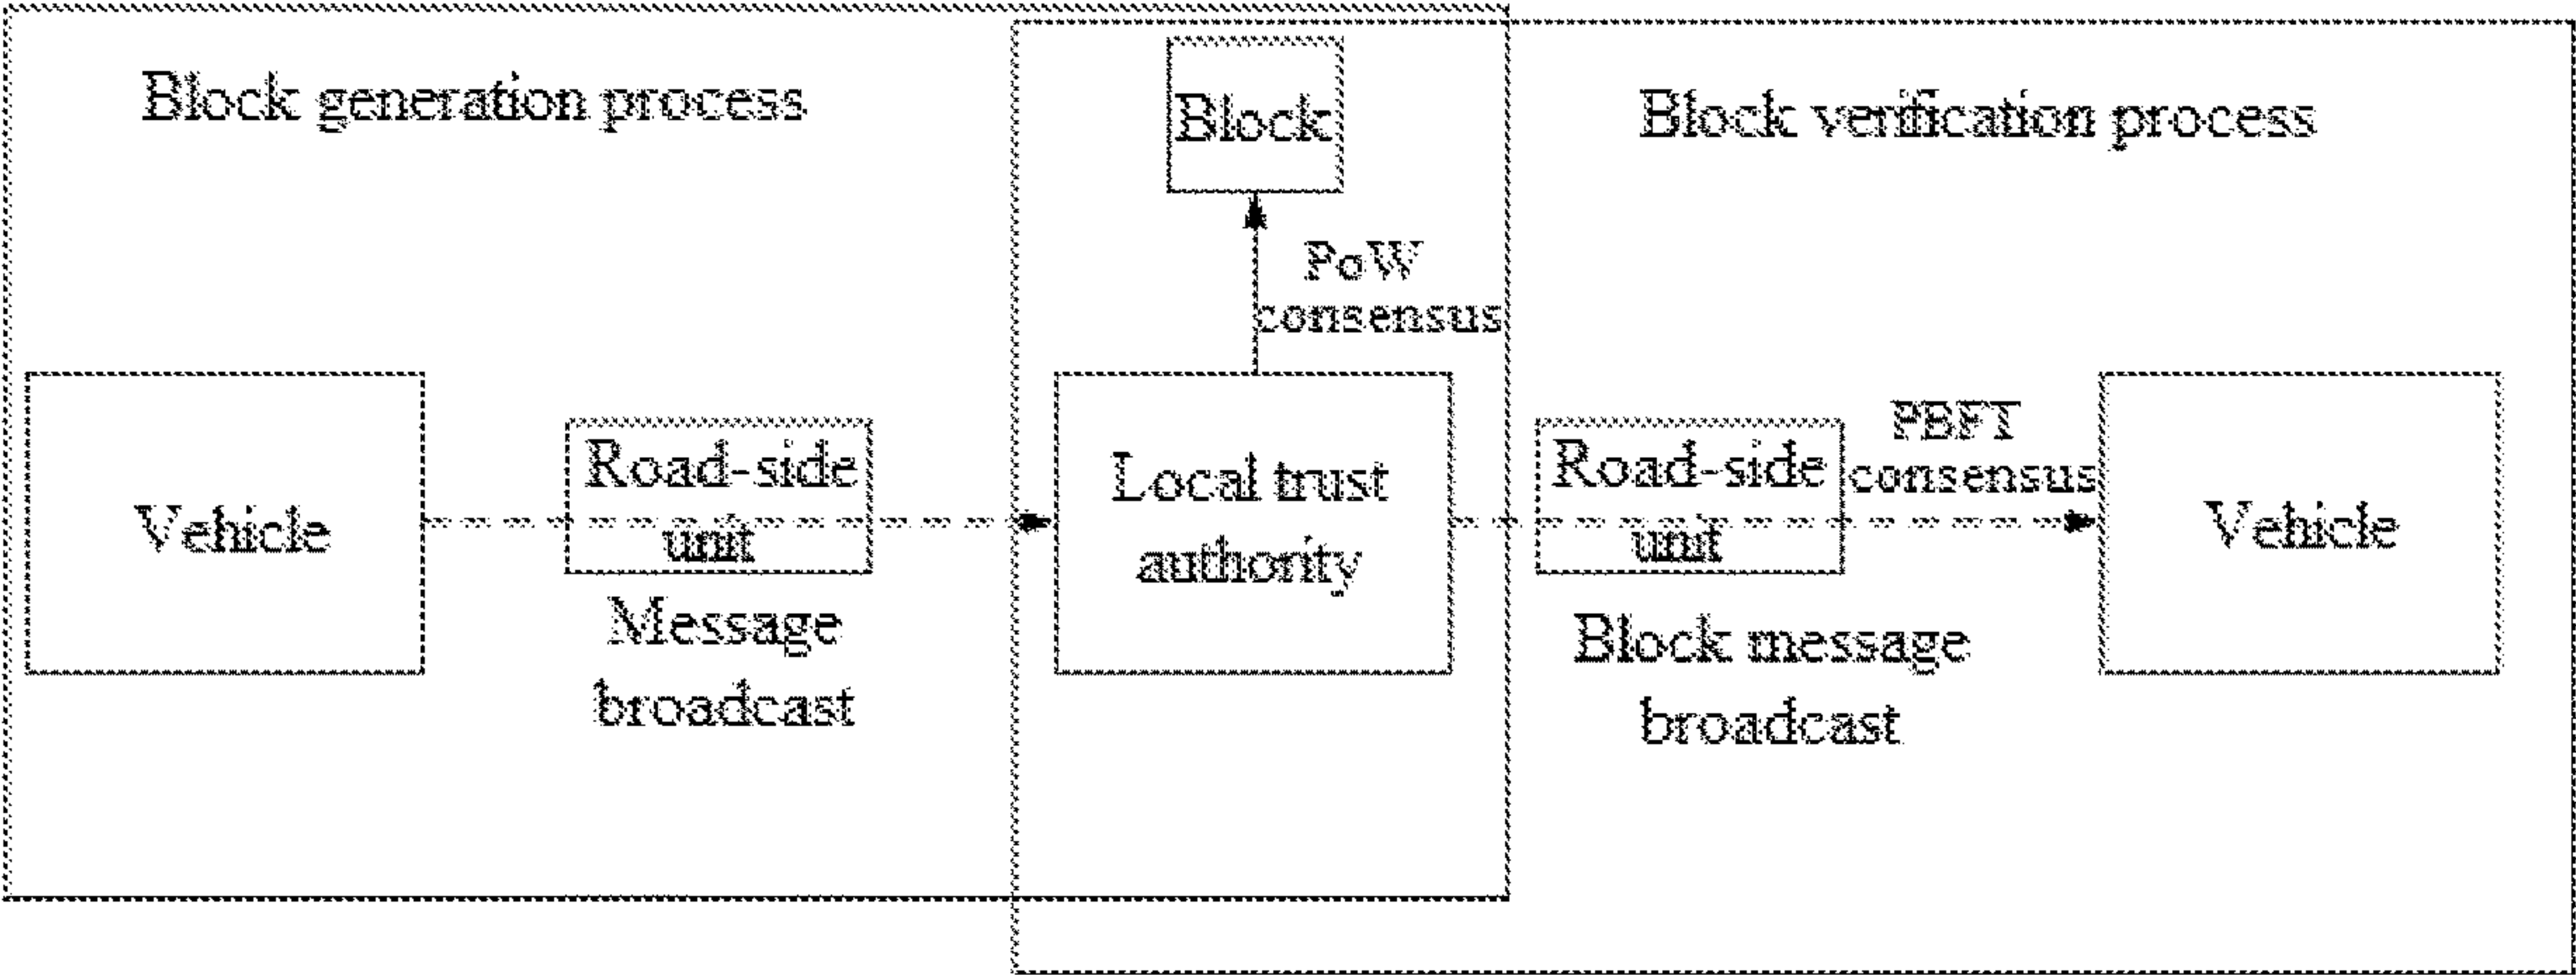 Block generation process
Block
Block verification process
PoW
consensus
Vehicle
Road-side
unit
Message
broadcast
Local trust
authority
Road-side
unit
PBFT
consensus
Block message
broadcast
Vehicle